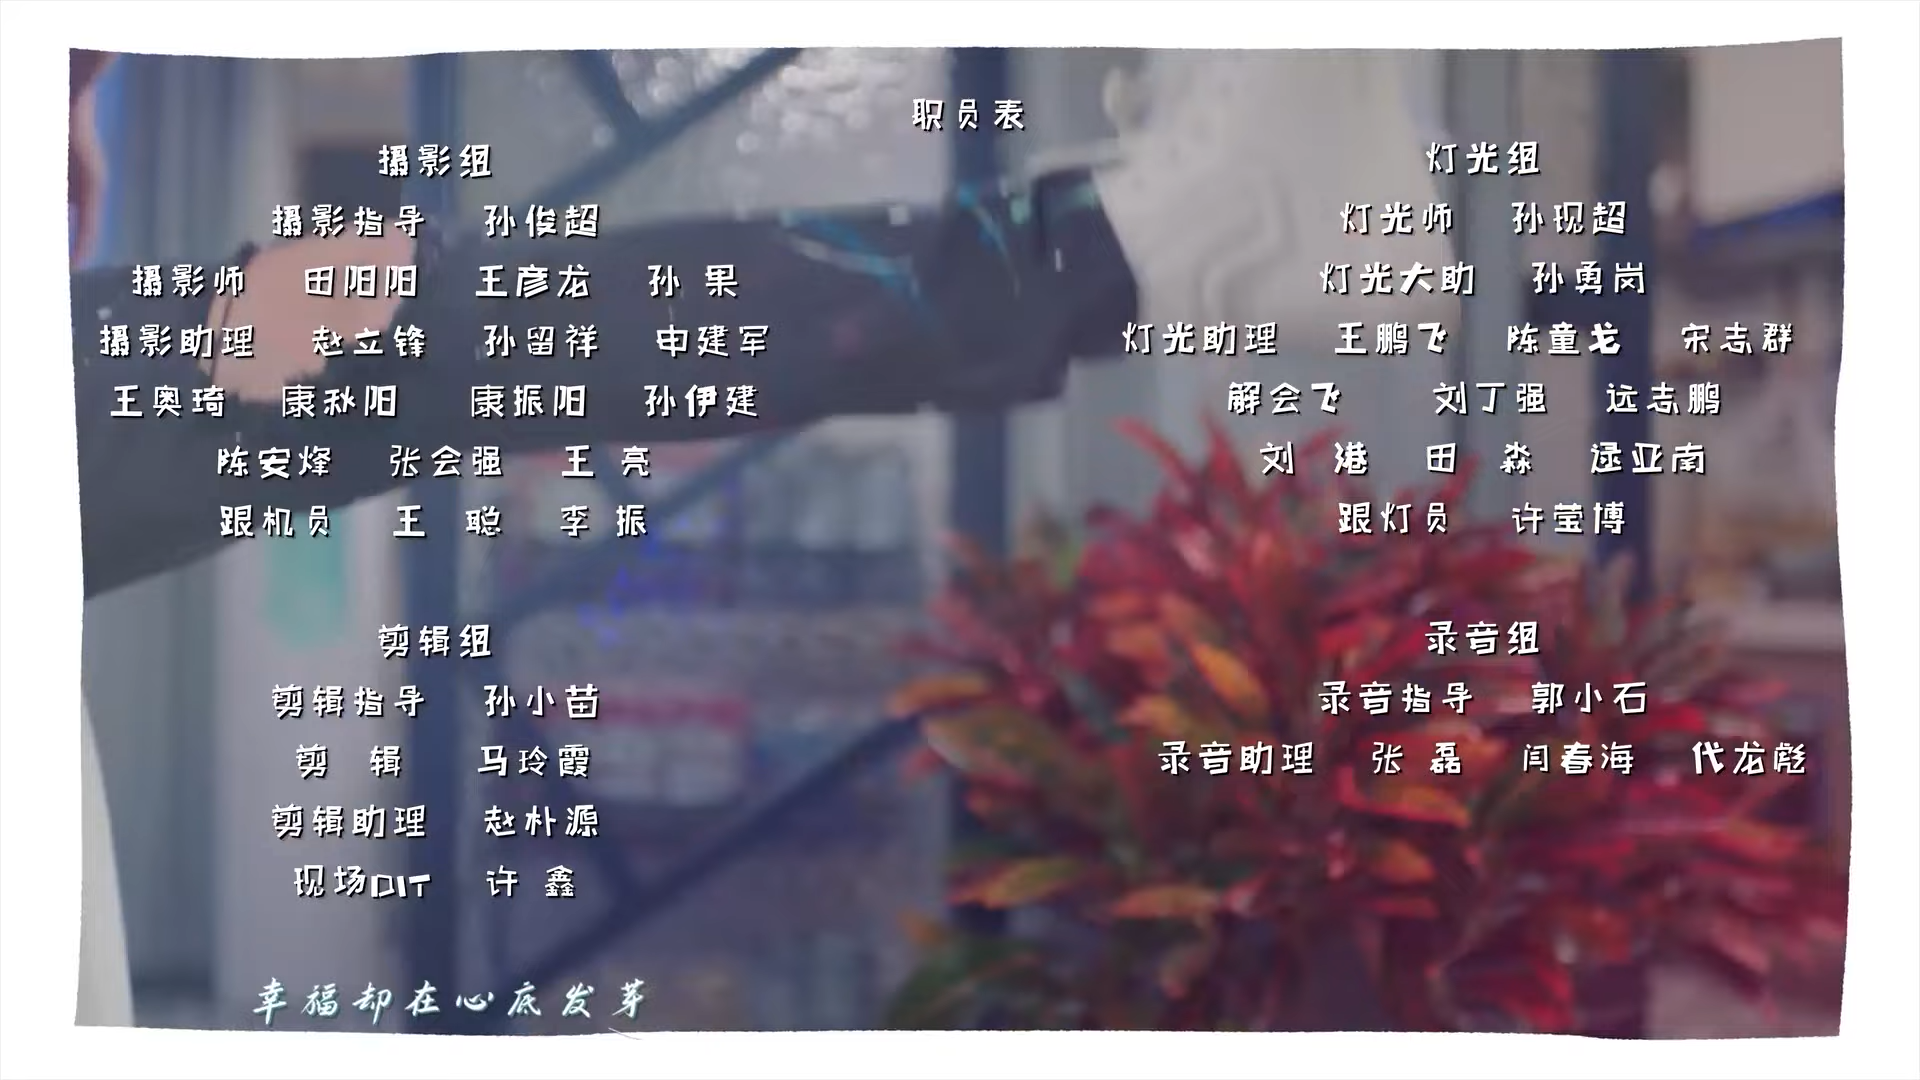 职员表
摄影组
摄影指导 孙俊超
摄影师 田阳阳 王彦龙 孙 果
摄影助理 赵立锋 孙留祥 申建军
王奥琦 康秋阳 康振阳 孙伊建
陈安烽 张会强 王 亮
跟机员 王 聪 李 振
灯光组
灯光师 孙现超
灯光大助 孙勇岗
灯光助理 王鹏飞 陈童戈 宋志群
解会飞 刘丁强 远志鹏
刘 港 田 淼 逯亚南
跟灯员 许莹博
剪辑组
剪辑指导 孙小苗
剪 辑 马玲霞
剪辑助理 赵朴源
现场DIT 许 鑫
录音组
录音指导 郭小石
录音助理 张 磊 闫春海 代龙彪
幸福却在心底发芽